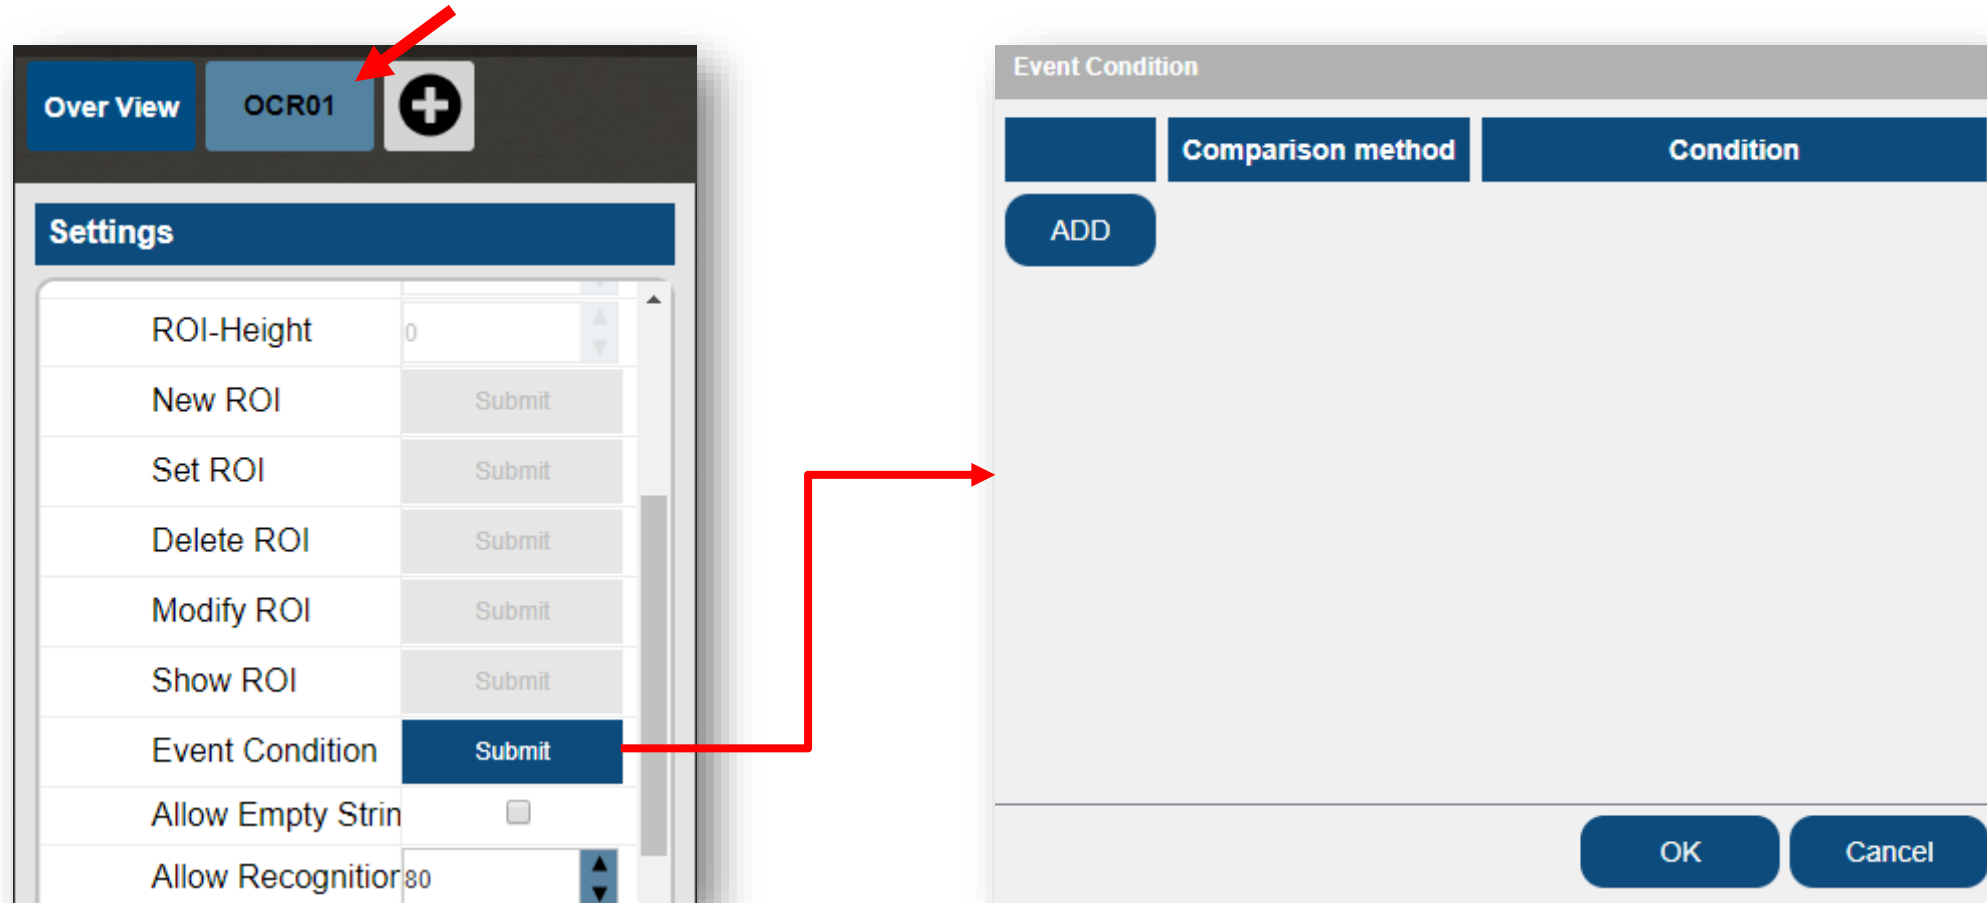 Over View
OCR01
Settings
ROI-Height
0
New ROI
Submit
Set ROI
Submit
Delete ROI
Submit
Modify ROI
Submit
Show ROI
Submit
Event Condition
Submit
Allow Empty Strin
Allow Recognition
80
Event Condition
Comparison method
Condition
ADD
OK
Cancel